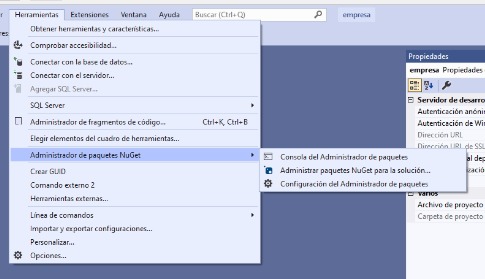 Herramientas Extensiones Ventana Ayuda Buscar (Ctrl+Q) empresa
Obtener herramientas y características...
Comprobar accesibilidad...
Conectar con la base de datos...
Conectar con el servidor...
Agregar SQL Server...
SQL Server
Administrador de fragmentos de código... Ctrl+K, Ctrl+B
Elegir elementos del cuadro de herramientas...
Administrador de paquetes NuGet
Consola del Administrador de paquetes
Administrar paquetes NuGet para la solución...
Configuración del Administrador de paquetes
Crear GUID
Comando externo 2
Herramientas externas...
Línea de comandos
Importar y exportar configuraciones...
Personalizar...
Opciones...
Propiedades
empresa Propiedades
Servidor de desarro
Autenticación anónim
Autenticación de Win
Dirección URL
Dirección URL de SSL
Varios
Archivo de proyecto
Carpeta de proyecto